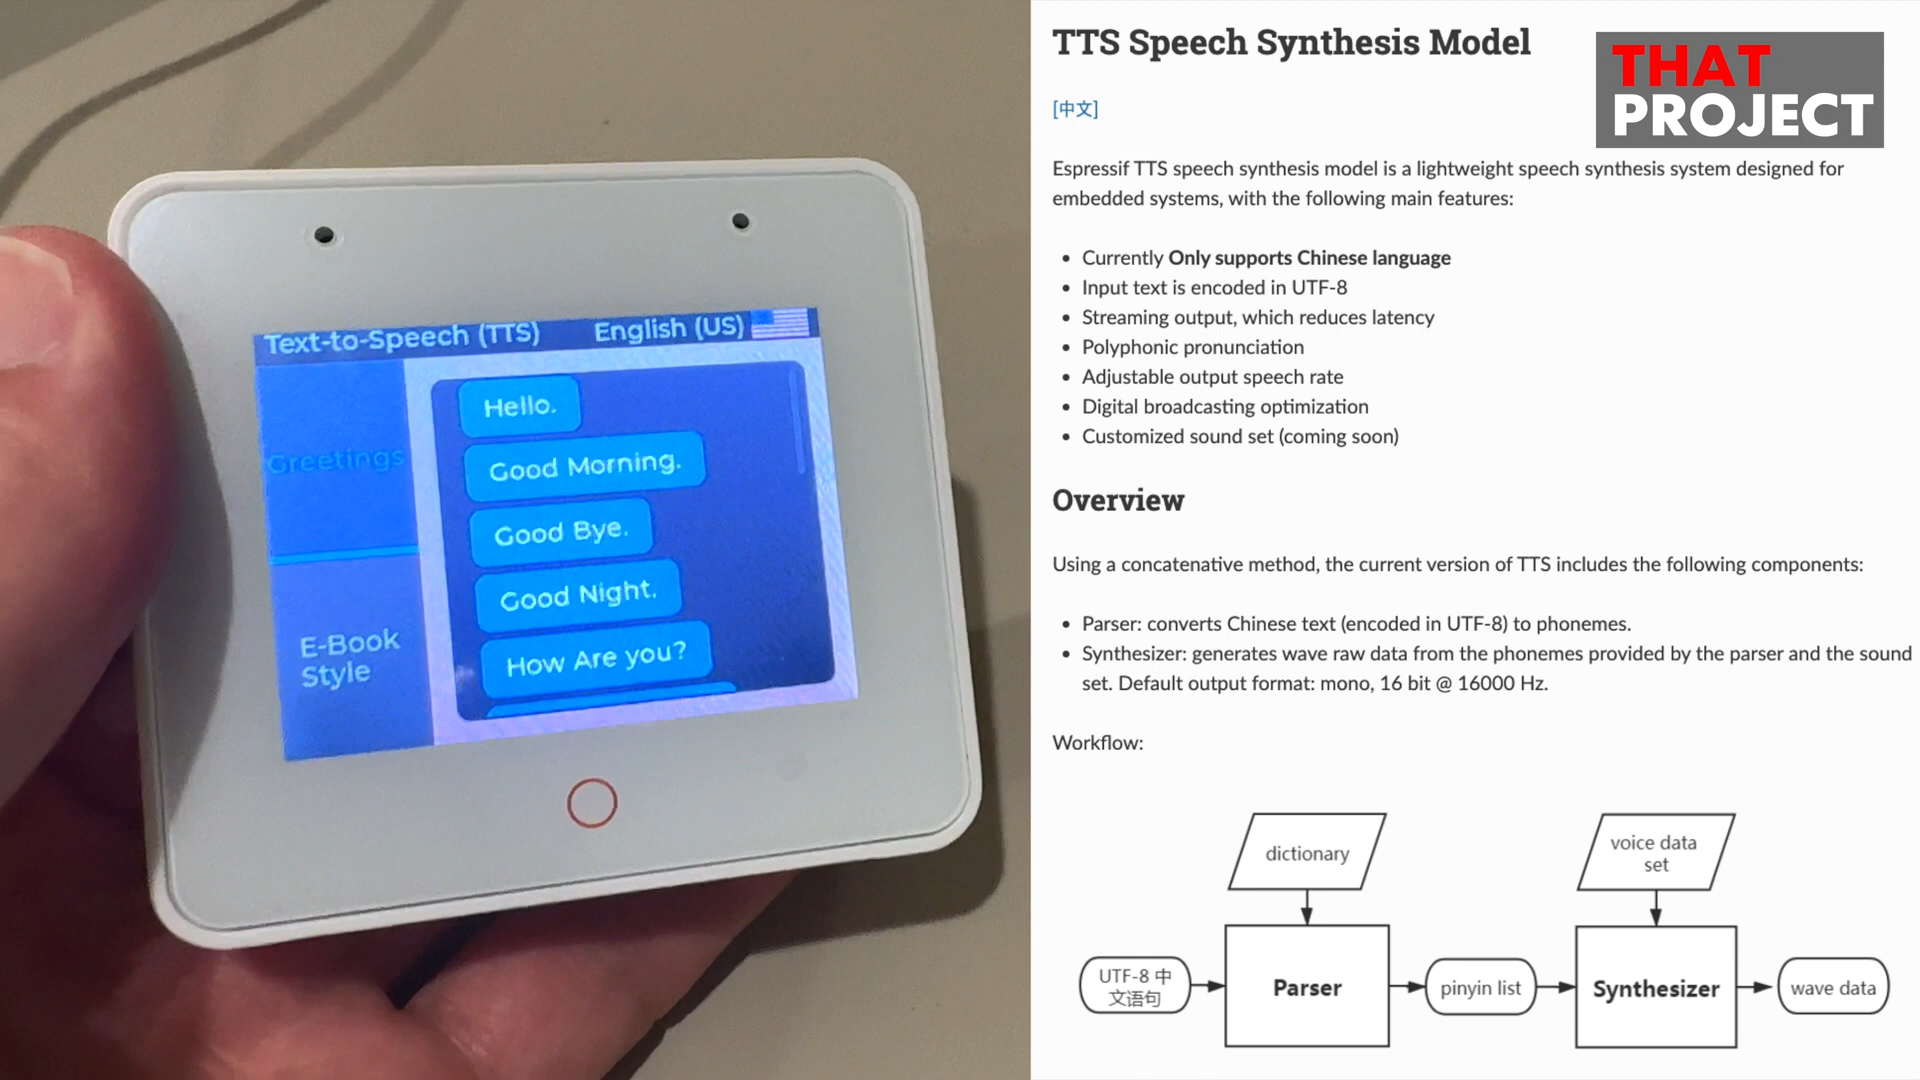 Text-to-Speech (TTS) English (US)
Greetings
E-Book
Style
Hello.
Good Morning.
Good Bye.
Good Night.
How Are you?
THAT
PROJECT
TTS Speech Synthesis Model
[中文]
Espressif TTS speech synthesis model is a lightweight speech synthesis system designed for
embedded systems, with the following main features:
• Currently Only supports Chinese language
• Input text is encoded in UTF-8
• Streaming output, which reduces latency
• Polyphonic pronunciation
• Adjustable output speech rate
• Digital broadcasting optimization
• Customized sound set (coming soon)
Overview
Using a concatenative method, the current version of TTS includes the following components:
• Parser: converts Chinese text (encoded in UTF-8) to phonemes.
• Synthesizer: generates wave raw data from the phonemes provided by the parser and the sound
set. Default output format: mono, 16 bit @ 16000 Hz.
Workflow:
dictionary
voice data
set
UTF-8 中
文语句
Parser
pinyin list
Synthesizer
wave data